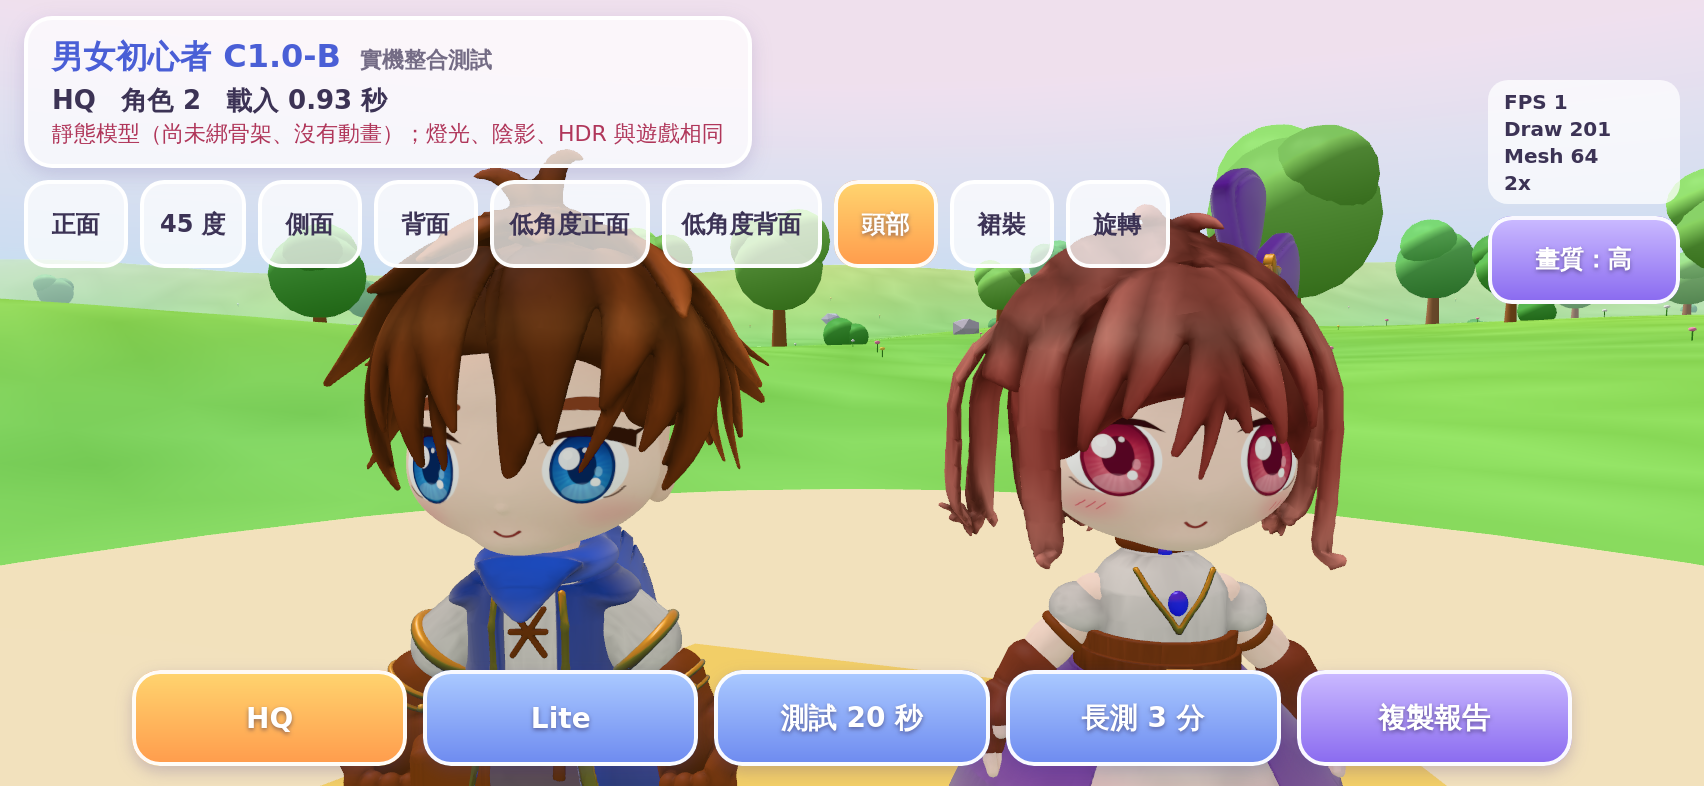 男女初心者 C1.0-B 實機整合測試
HQ 角色 2 載入 0.93 秒
靜態模型（尚未綁骨架、沒有動畫）；燈光、陰影、HDR 與遊戲相同
FPS 1
Draw 201
Mesh 64
2x
正面
45 度
側面
背面
低角度正面
低角度背面
頭部
裙裝
旋轉
畫質：高
HQ
Lite
測試 20 秒
長測 3 分
複製報告